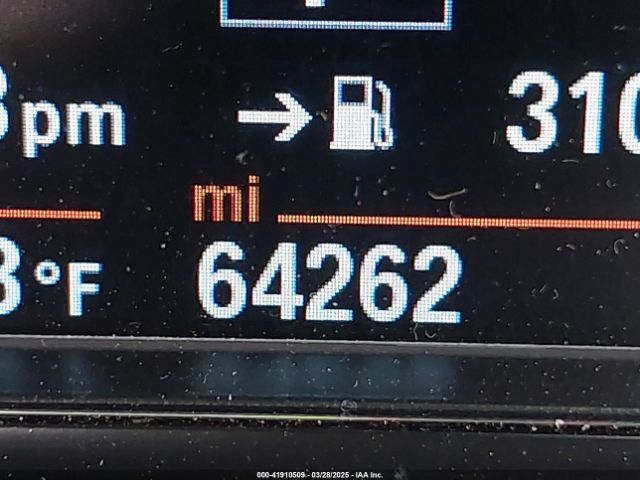 pm → 310
mi
°F 64262
000-41910509 - 03/28/2025 - IAA Inc.